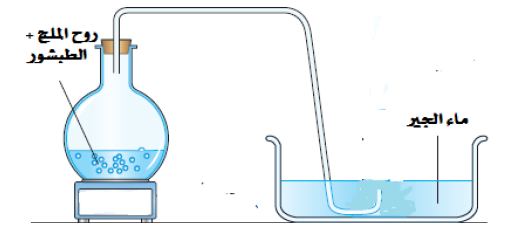 روح الملح +
الطبشور
ماء الجير